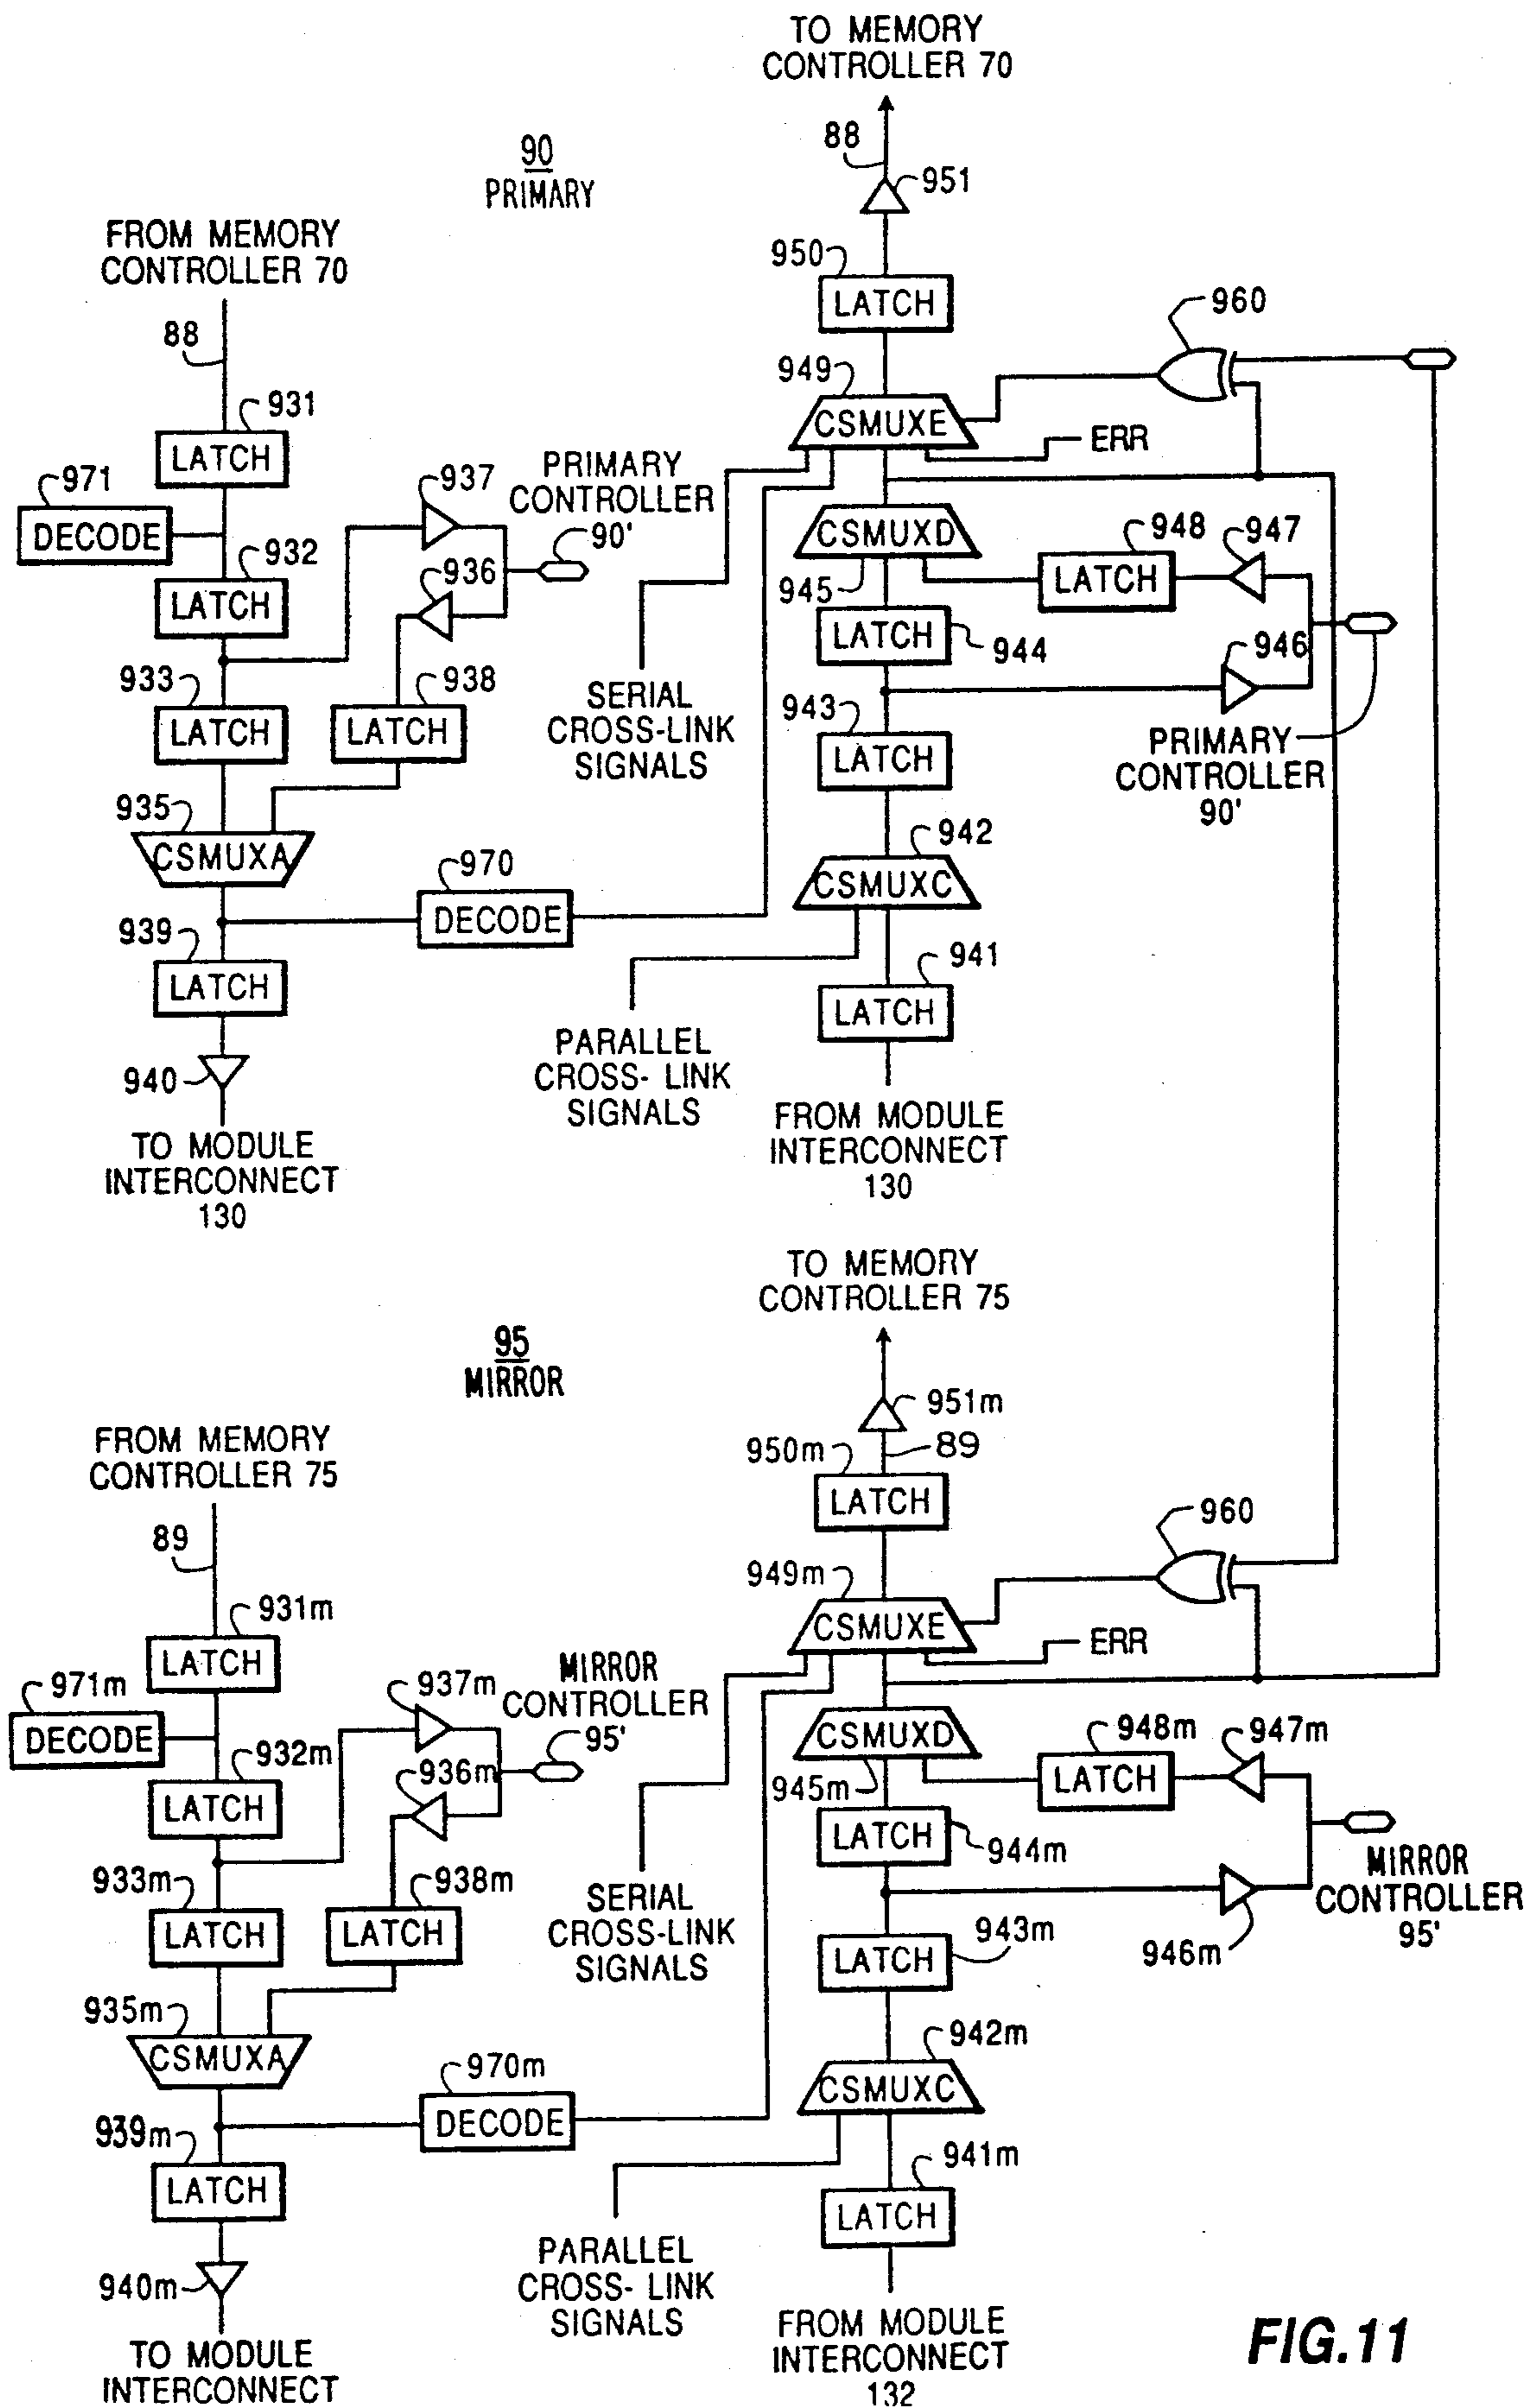 TO MEMORY
CONTROLLER 70
88
951
90
PRIMARY
FROM MEMORY
CONTROLLER 70
88
950
LATCH
960
949
CSMUXE
ERR
931
LATCH
971
DECODE
932
LATCH
937
PRIMARY
CONTROLLER
90'
936
CSMUXD
945
948
LATCH
947
LATCH
944
946
933
LATCH
938
LATCH
SERIAL
CROSS-LINK
SIGNALS
943
LATCH
PRIMARY
CONTROLLER
90'
935
CSMUXA
970
DECODE
942
CSMUXC
939
LATCH
941
LATCH
940
PARALLEL
CROSS- LINK
SIGNALS
TO MODULE
INTERCONNECT
130
FROM MODULE
INTERCONNECT
130
TO MEMORY
CONTROLLER 75
95
MIRROR
951m
89
950m
LATCH
FROM MEMORY
CONTROLLER 75
89
960
949m
CSMUXE
ERR
931m
LATCH
971m
DECODE
932m
LATCH
937m
MIRROR
CONTROLLER
95'
936m
CSMUXD
945m
948m
LATCH
947m
LATCH
944m
933m
LATCH
938m
LATCH
SERIAL
CROSS-LINK
SIGNALS
943m
LATCH
946m
MIRROR
CONTROLLER
95'
935m
CSMUXA
970m
DECODE
942m
CSMUXC
939m
LATCH
941m
LATCH
940m
PARALLEL
CROSS- LINK
SIGNALS
TO MODULE
INTERCONNECT
FROM MODULE
INTERCONNECT
132
FIG.11